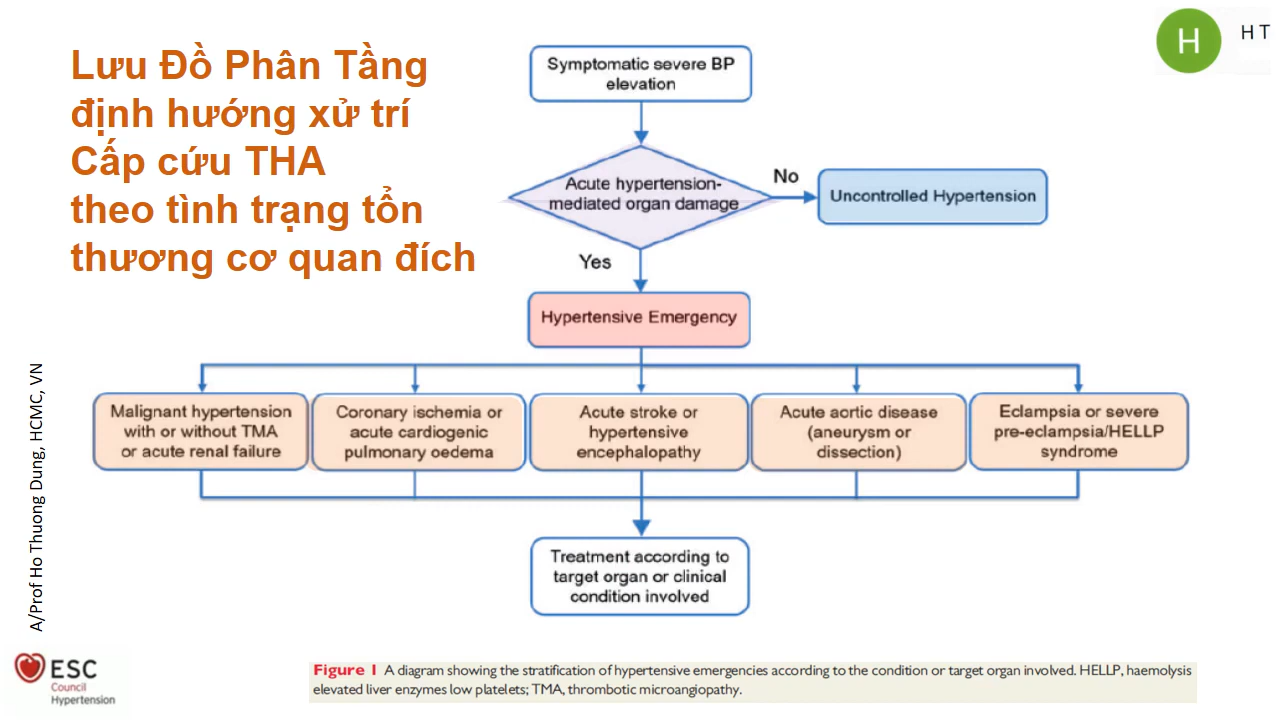 Lưu Đồ Phân Tầng
định hướng xử trí
Cấp cứu THA
theo tình trạng tổn
thương cơ quan đích
H
H T
Symptomatic severe BP
elevation
Acute hypertension-
mediated organ damage
No
Uncontrolled Hypertension
Yes
Hypertensive Emergency
Malignant hypertension
with or without TMA
or acute renal failure
Coronary ischemia or
acute cardiogenic
pulmonary oedema
Acute stroke or
hypertensive
encephalopathy
Acute aortic disease
(aneurysm or
dissection)
Eclampsia or severe
pre-eclampsia/HELLP
syndrome
Treatment according to
target organ or clinical
condition involved
A/Prof Ho Thuong Dung, HCMC, VN
ESC
Council
Hypertension
Figure 1 A diagram showing the stratification of hypertensive emergencies according to the condition or target organ involved. HELLP, haemolysis
elevated liver enzymes low platelets; TMA, thrombotic microangiopathy.